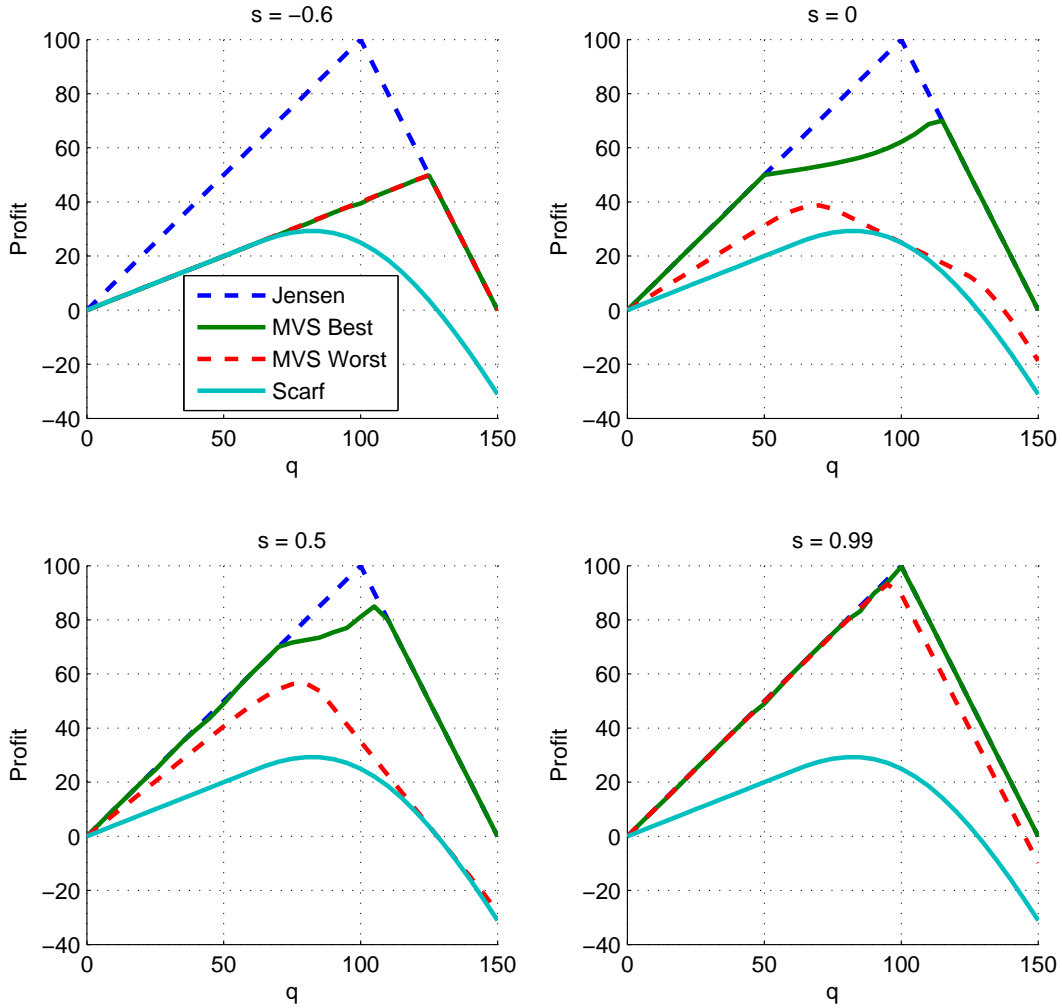 s = −0.6
100
80
60
40
20
0
−20
−40
Profit
0 50 100 150
q
Jensen
MVS Best
MVS Worst
Scarf
s = 0
100
80
60
40
20
0
−20
−40
Profit
0 50 100 150
q
s = 0.5
100
80
60
40
20
0
−20
−40
Profit
0 50 100 150
q
s = 0.99
100
80
60
40
20
0
−20
−40
Profit
0 50 100 150
q